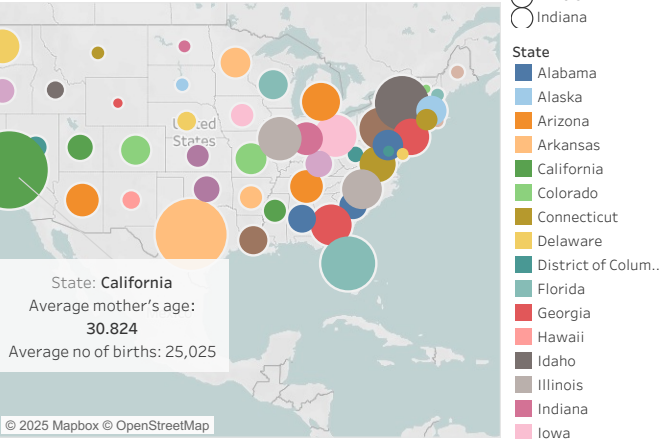 Indiana
State
Alabama
Alaska
Arizona
Arkansas
California
Colorado
Connecticut
Delaware
District of Colum..
Florida
Georgia
Hawaii
Idaho
Illinois
Indiana
Iowa
United
States
State: California
Average mother's age:
30.824
Average no of births: 25,025
© 2025 Mapbox © OpenStreetMap